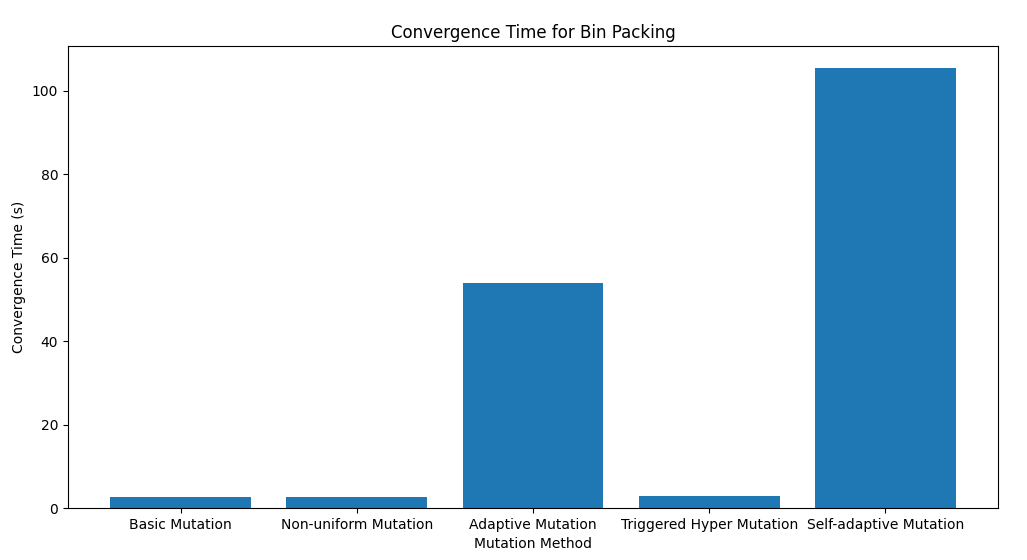 Convergence Time for Bin Packing
Convergence Time (s)
100
80
60
40
20
0
Basic Mutation
Non-uniform Mutation
Adaptive Mutation
Triggered Hyper Mutation
Self-adaptive Mutation
Mutation Method